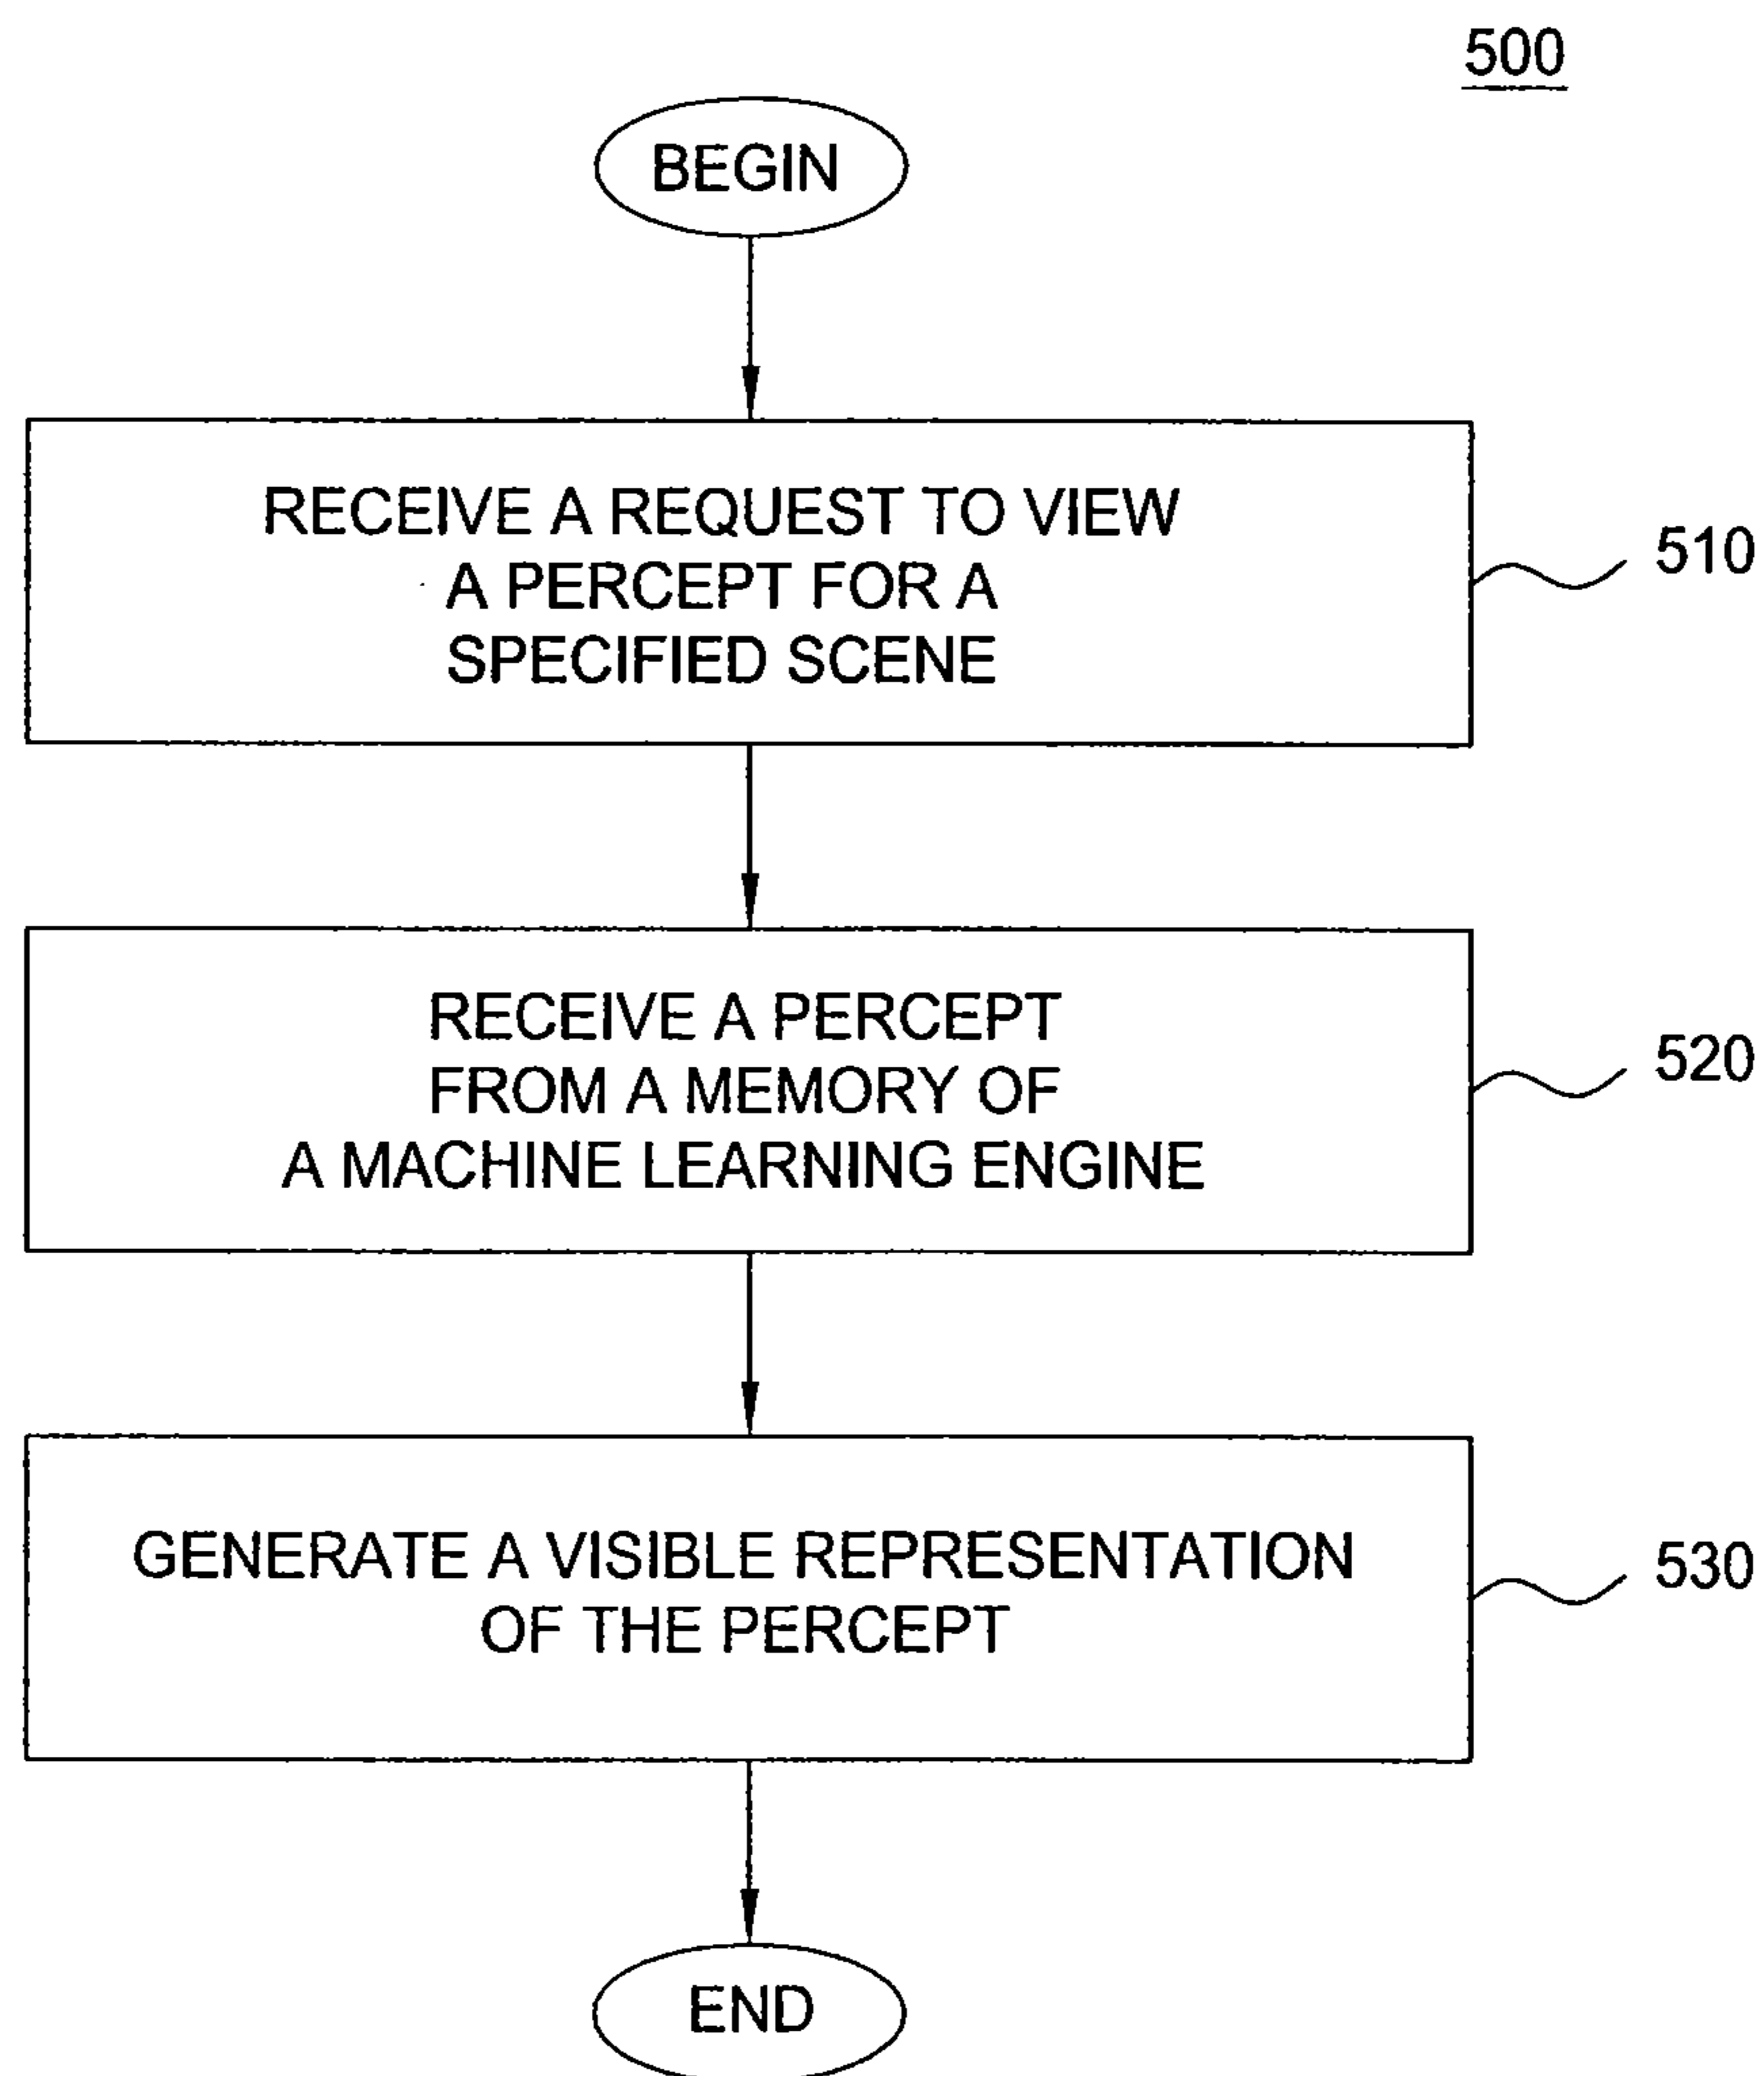 500
BEGIN
RECEIVE A REQUEST TO VIEW
A PERCEPT FOR A
SPECIFIED SCENE
510
RECEIVE A PERCEPT
FROM A MEMORY OF
A MACHINE LEARNING ENGINE
520
GENERATE A VISIBLE REPRESENTATION
OF THE PERCEPT
530
END